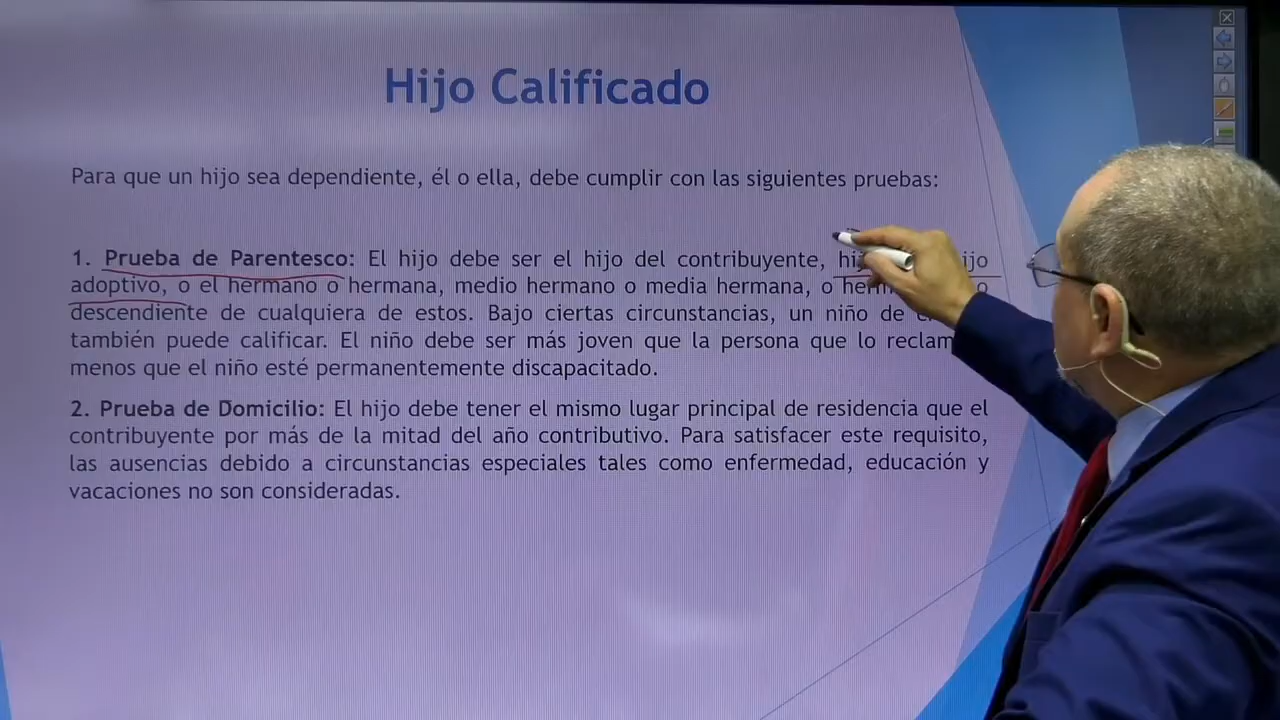 Hijo Calificado
Para que un hijo sea dependiente, él o ella, debe cumplir con las siguientes pruebas:
1. Prueba de Parentesco: El hijo debe ser el hijo del contribuyente,
adoptivo, o el hermano o hermana, medio hermano o media hermana, o
descendiente de cualquiera de estos. Bajo ciertas circunstancias, un niño de
también puede calificar. El niño debe ser más joven que la persona que lo
menos que el niño esté permanentemente discapacitado.
2. Prueba de Domicilio: El hijo debe tener el mismo lugar principal de residencia que el
contribuyente por más de la mitad del año contributivo. Para satisfacer este requisito,
las ausencias debido a circunstancias especiales tales como enfermedad, educación y
vacaciones no son consideradas.